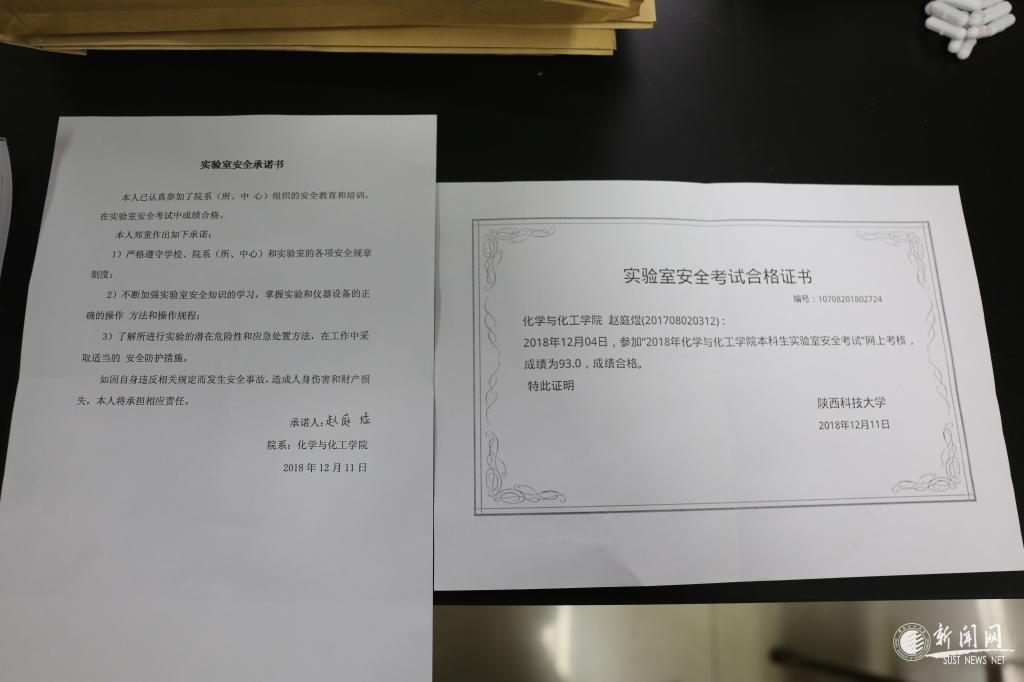 实验室安全承诺书
本人已认真参加了院系（所、中 心）组织的安全教育和培训，
在实验室安全考试中成绩合格。
本人郑重作出如下承诺：
1）严格遵守学校、院系（所、中心）和实验室的各项安全规章
制度；
2）不断加强实验室安全知识的学习，掌握实验和仪器设备的正
确的操作 方法和操作规程；
3）了解所进行实验的潜在危险性和应急处置方法，在工作中采
取适当的 安全防护措施。
如因自身违反相关规定而发生安全事故，造成人身伤害和财产损
失，本人将承担相应责任。
承诺人：赵庭煜
院系：化学与化工学院
2018 年 12 月 11 日
实验室安全考试合格证书
编号：10708201802724
化学与化工学院 赵庭煜(201708020312)：
2018年12月04日，参加“2018年化学与化工学院本科生实验室安全考试”网上考核，
成绩为93.0，成绩合格。
特此证明
陕西科技大学
2018年12月11日
新闻网
SUST NEWS NET